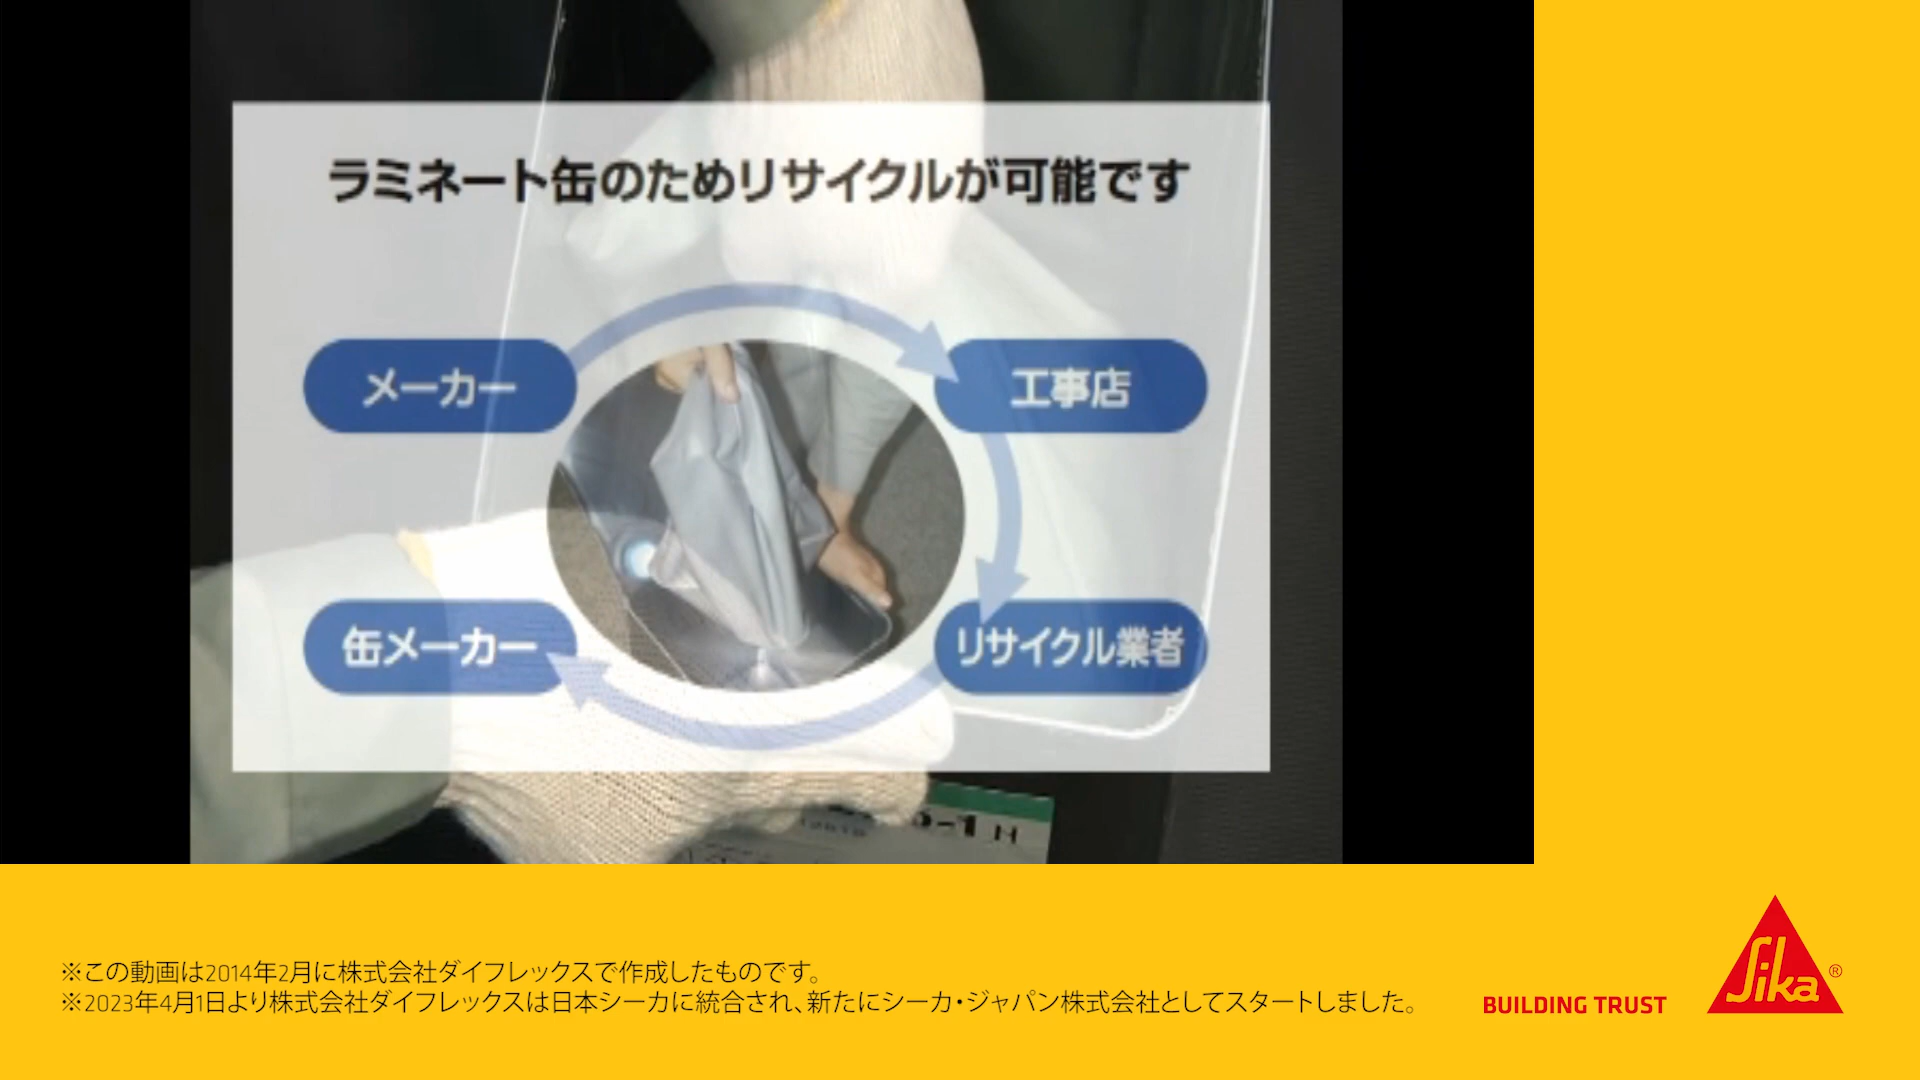 ラミネート缶のためリサイクルが可能です
メーカー
工事店
缶メーカー
リサイクル業者
-1 H
※この動画は2014年2月に株式会社ダイフレックスで作成したものです。
※2023年4月1日より株式会社ダイフレックスは日本シーカに統合され、新たにシーカ・ジャパン株式会社としてスタートしました。
BUILDING TRUST
Sika®